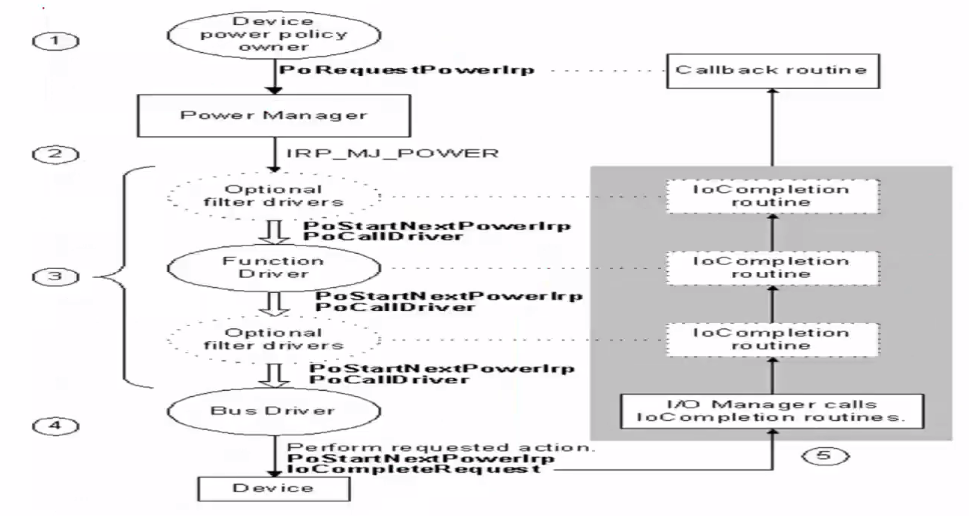 1
Device
power policy
owner
PoRequestPowerIrp
Callback routine
Power Manager
2
IRP_MJ_POWER
Optional
filter drivers
IoCompletion
routine
PoStartNextPowerIrp
PoCallDriver
3
Function
Driver
IoCompletion
routine
PoStartNextPowerIrp
PoCallDriver
Optional
filter drivers
IoCompletion
routine
PoStartNextPowerIrp
PoCallDriver
4
Bus Driver
I/O Manager calls
IoCompletion routines.
Perform requested action.
PoStartNextPowerIrp
IoCompleteRequest
5
Device